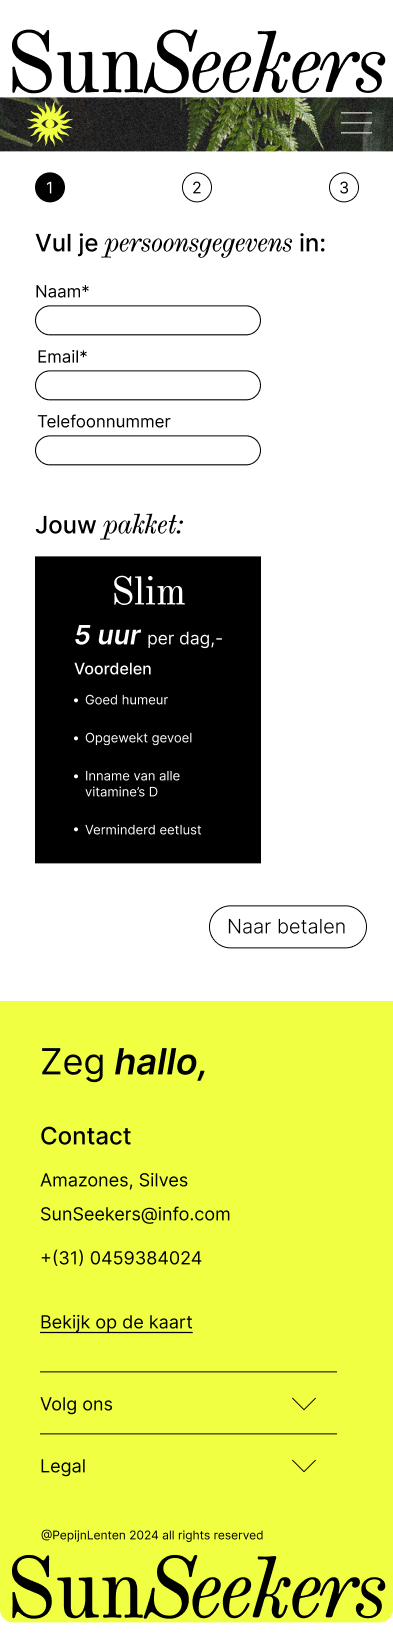 SunSeekers
1 2 3
Vul je persoonsgegevens in:
Naam*
Email*
Telefoonnummer
Jouw pakket:
Slim
5 uur per dag,-
Voordelen
• Goed humeur
• Opgewekt gevoel
• Inname van alle
vitamine's D
• Verminderd eetlust
Naar betalen
Zeg hallo,
Contact
Amazones, Silves
SunSeekers@info.com
+(31) 0459384024
Bekijk op de kaart
Volg ons
Legal
@PepijnLenten 2024 all rights reserved
SunSeekers